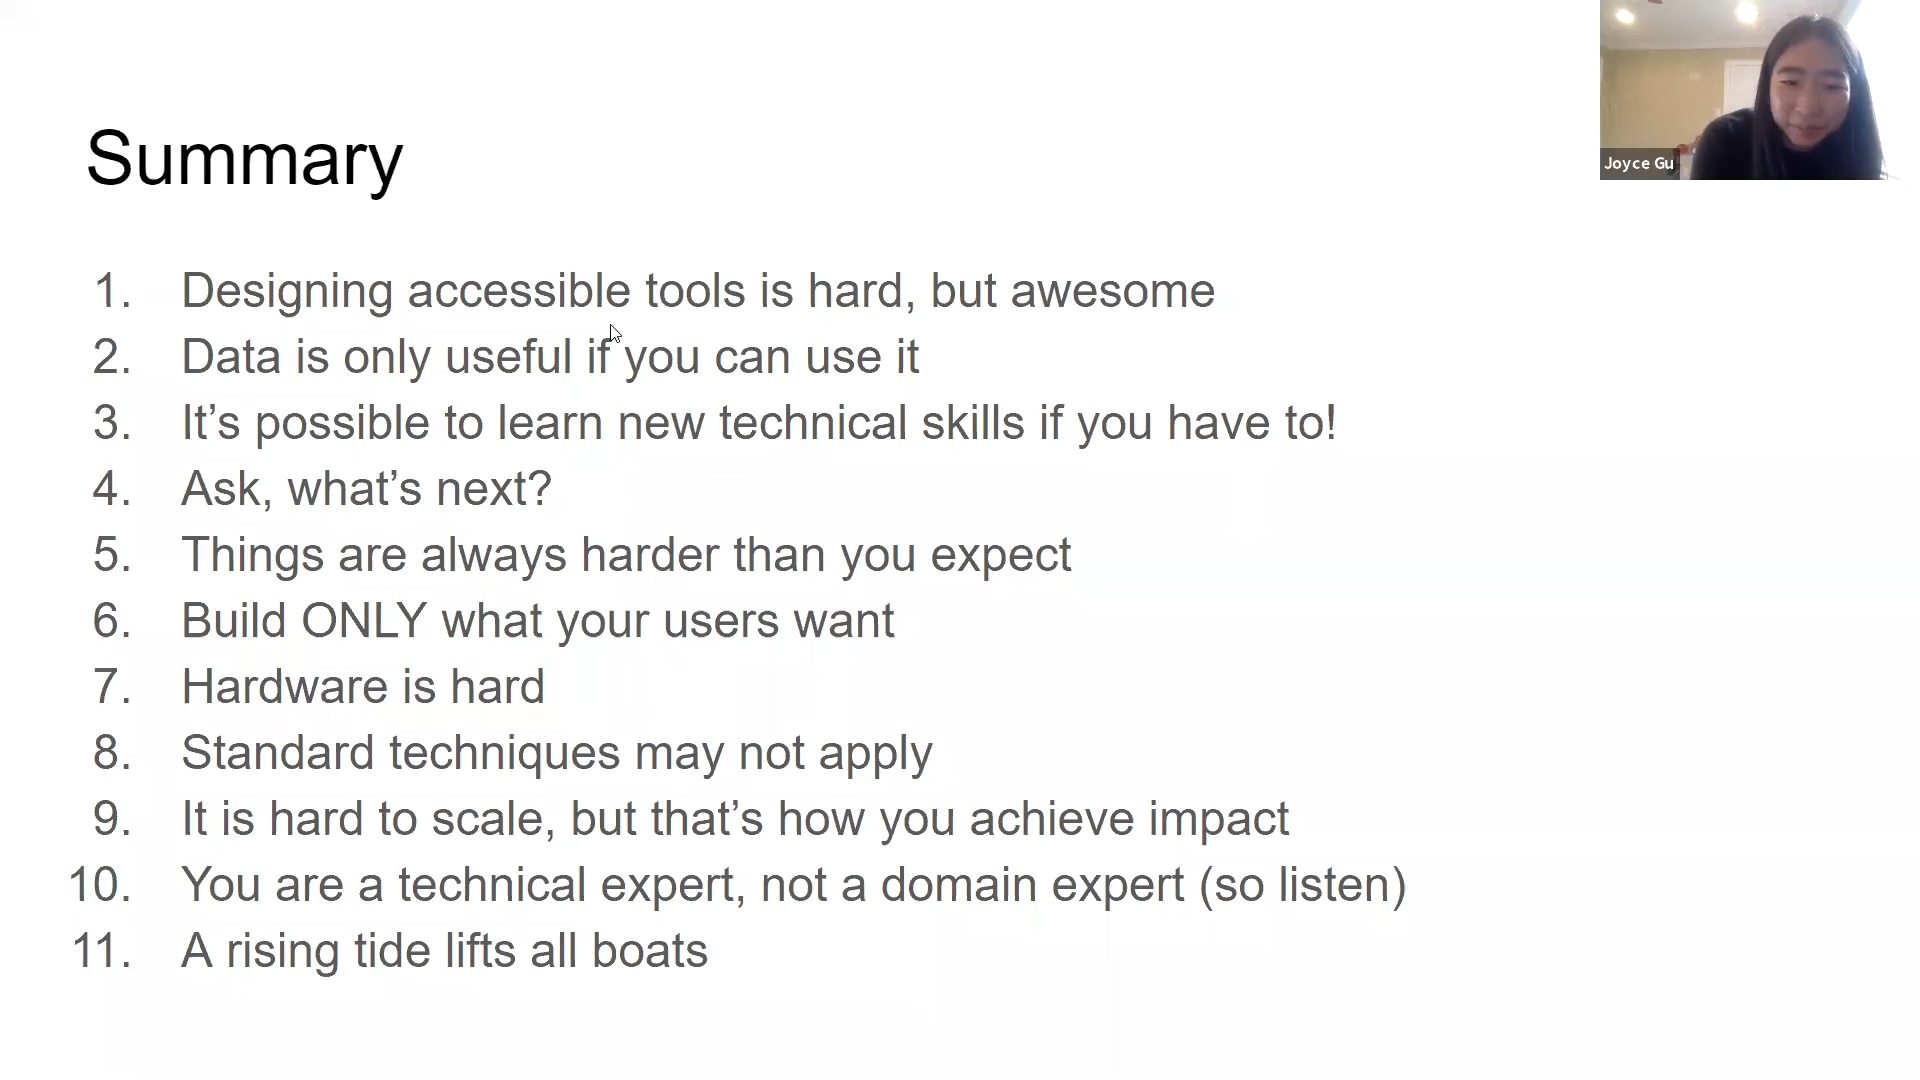 Summary
1. Designing accessible tools is hard, but awesome
2. Data is only useful if you can use it
3. It’s possible to learn new technical skills if you have to!
4. Ask, what’s next?
5. Things are always harder than you expect
6. Build ONLY what your users want
7. Hardware is hard
8. Standard techniques may not apply
9. It is hard to scale, but that’s how you achieve impact
10. You are a technical expert, not a domain expert (so listen)
11. A rising tide lifts all boats
Joyce Gu